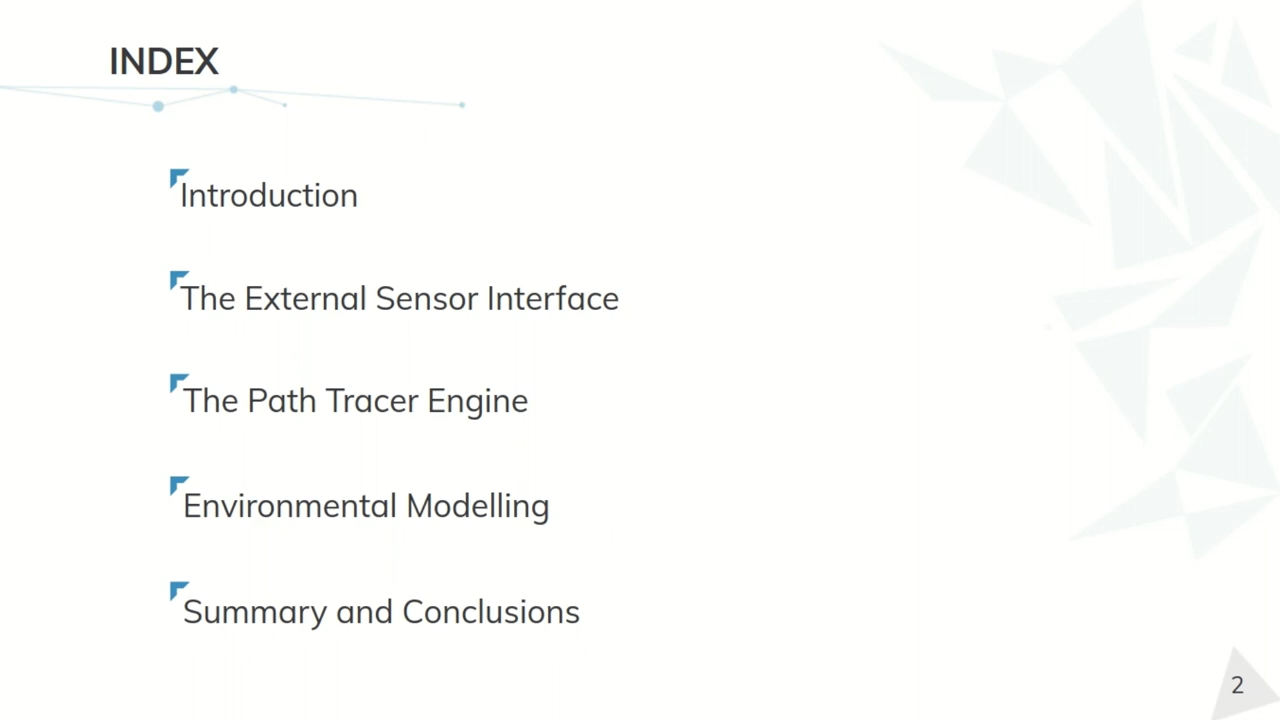 INDEX
Introduction
The External Sensor Interface
The Path Tracer Engine
Environmental Modelling
Summary and Conclusions
2